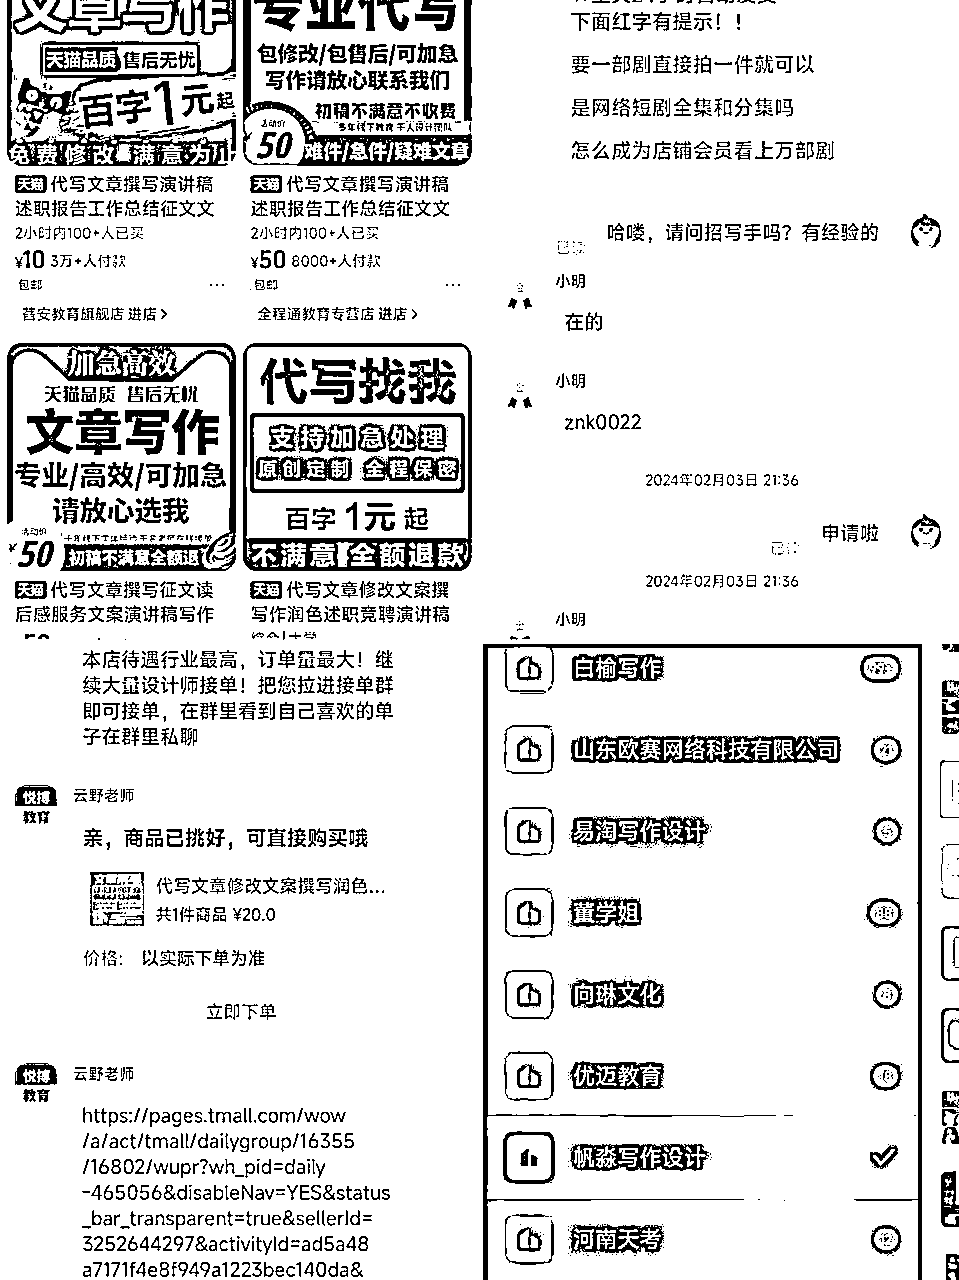 文章写作
天猫品质 售后无忧
百字1元起
免费修改 满意为止
天猫 代写文章撰写演讲稿
述职报告工作总结征文文
2小时内100+人已买
¥10 3万+人付款
包邮
...
营安教育旗舰店 进店 >
专业代写
包修改/包售后/可加急
写作请放心联系我们
初稿不满意不收费
活动价
50
难件/急件/疑难文章
天猫 代写文章撰写演讲稿
述职报告工作总结征文文
2小时内100+人已买
¥50 8000+人付款
包邮
...
全程通教育专营店 进店 >
加急高效
天猫品质 售后无忧
文章写作
专业/高效/可加急
请放心选我
活动价
¥50
初稿不满意全额退
天猫 代写文章撰写征文读
后感服务文案演讲稿写作
代写找我
支持加急处理
原创定制 全程保密
百字 1元 起
不满意 全额退款
天猫 代写文章修改文案撰
写作润色述职竞聘演讲稿
下面红字有提示！！
要一部剧直接拍一件就可以
是网络短剧全集和分集吗
怎么成为店铺会员看上万部剧
哈喽，请问招写手吗？有经验的
已读
小明
在的
小明
znk0022
2024年02月03日 21:36
申请啦
已读
2024年02月03日 21:36
小明
本店待遇行业最高，订单量最大！继
续大量设计师接单！把您拉进接单群
即可接单，在群里看到自己喜欢的单
子在群里私聊
悦博
教育
云野老师
亲，商品已挑好，可直接购买哦
代写文章修改文案撰写润色...
共1件商品 ¥20.0
价格： 以实际下单为准
立即下单
悦博
教育
云野老师
https://pages.tmall.com/wow
/a/act/tmall/dailygroup/16355
/16802/wupr?wh_pid=daily
-465056&disableNav=YES&status
_bar_transparent=true&sellerId=
3252644297&activityId=ad5a48
a7171f4e8f949a1223bec140da&
白榆写作
山东欧赛网络科技有限公司
易淘写作设计
董学姐
向琳文化
优迈教育
帆淼写作设计
河南天考